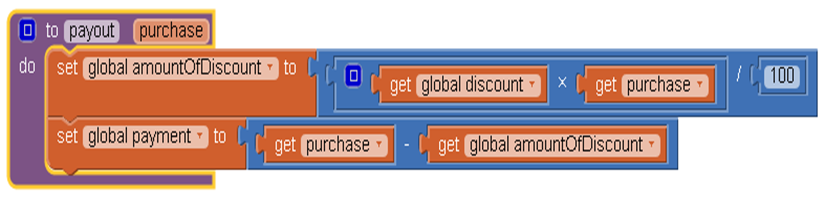 to payout purchase
do set global amountOfDiscount to get global discount × get purchase / 100
set global payment to get purchase - get global amountOfDiscount